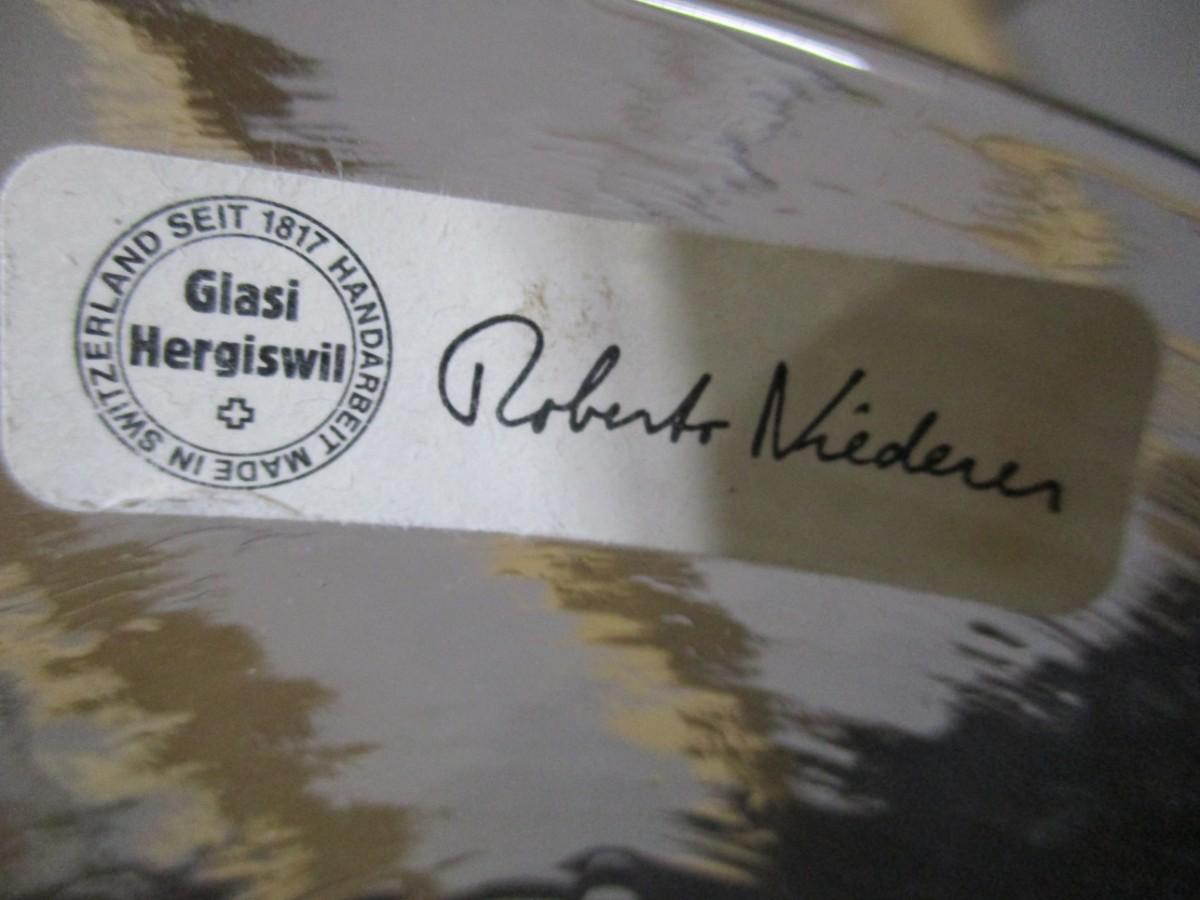 SWITZERLAND SEIT 1817 HANDARBEIT MADE IN
Glasi
Hergiswil
Roberto Niederer